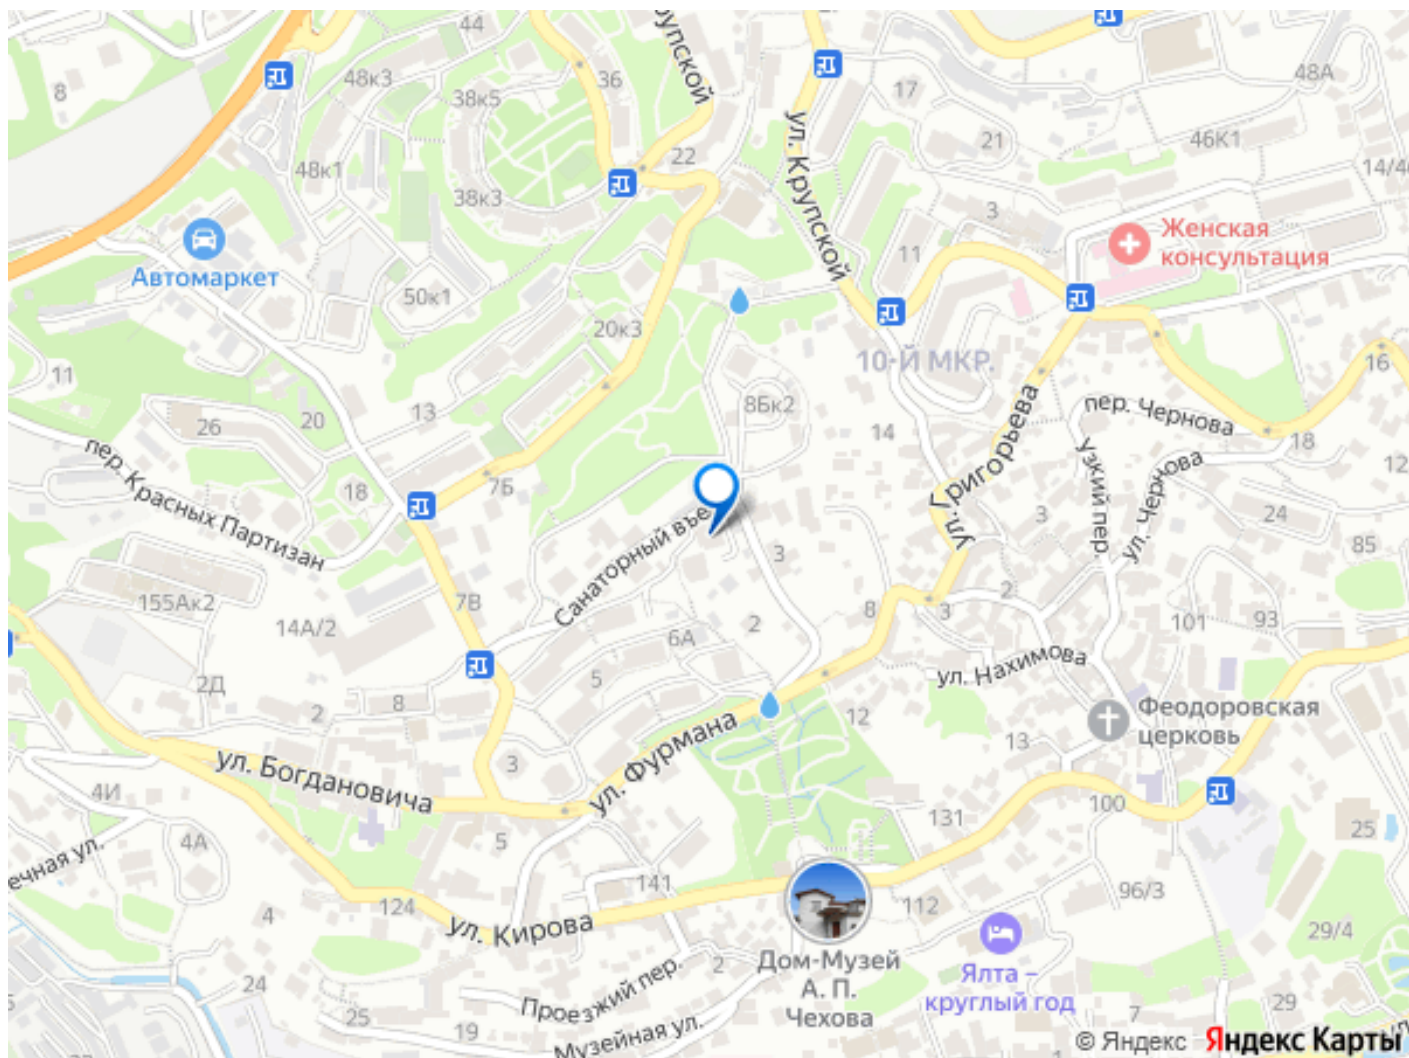 44
8
48к3
38к5
36
Крупской
17
48А
21
46К1
14/4
48к1
38к3
22
ул. Крупской
3
11
Женская
консультация
Автомаркет
50к1
20к3
10-Й МКР.
11
13
20
26
8Бк2
14
16
пер. Чернова
18
12
ул. Григорьева
узкий пер.
ул. Чернова
пер. Красных Партизан
18
7Б
3
24
85
Санаторный въе
3
155Ак2
14А/2
7В
2
6А
8
3
2
101
93
ул. Нахимова
2Д
5
8
2
12
Феодоровская
церковь
13
ул. Богдановича
3
ул. Фурмана
4И
131
100
25
4А
5
ечная ул.
141
96/3
124
4
112
ул. Кирова
29/4
2
Дом-Музей
А. П.
Чехова
Ялта –
круглый год
24
Проезжий пер.
25
19
Музейная ул.
7
29
© Яндекс Яндекс Карты